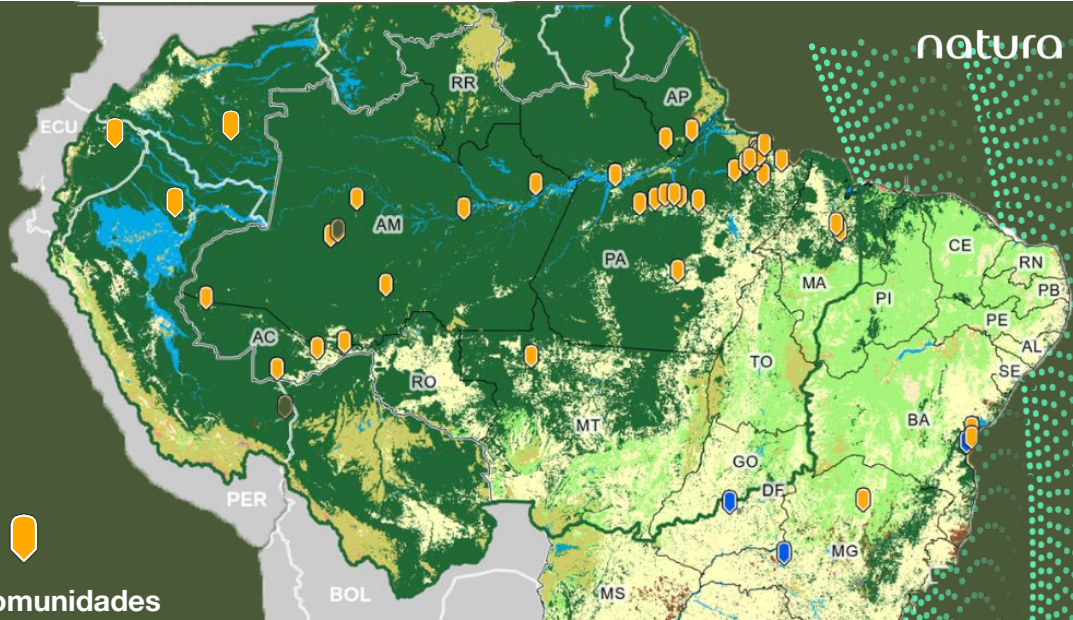 natura
RR
AP
ECU
AM
PA
CE
RN
MA
PB
PI
PE
AC
AL
TO
SE
RO
BA
MT
GO
DF
PER
MG
BOL
MS
omunidades